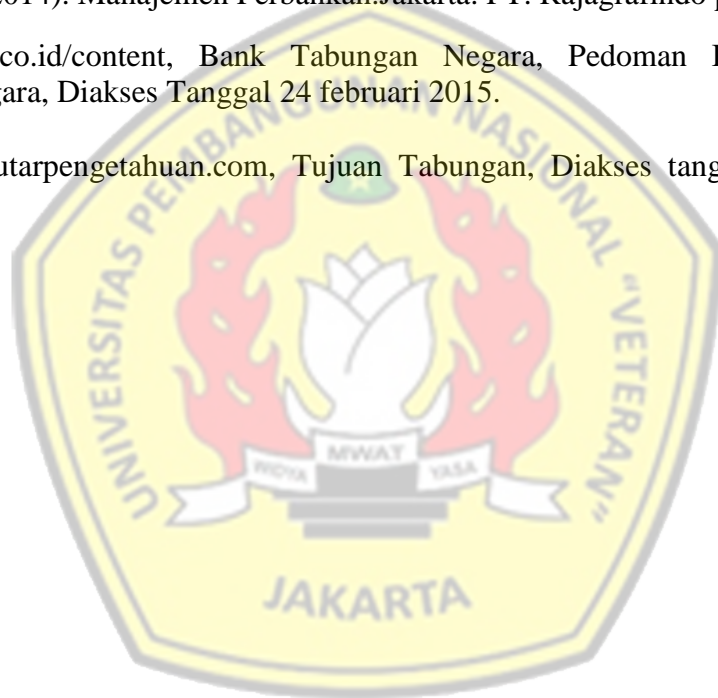 2014). Manajemen Perbankan.Jakarta. PT. Rajagrafindo p
co.id/content, Bank Tabungan Negara, Pedoman
gara, Diakses Tanggal 24 februari 2015.
utarpengetahuan.com, Tujuan Tabungan, Diakses tang
UNIVERSITAS PEMBANGUNAN NASIONAL "VETERAN"
WIDYA MWAT YASA
JAKARTA